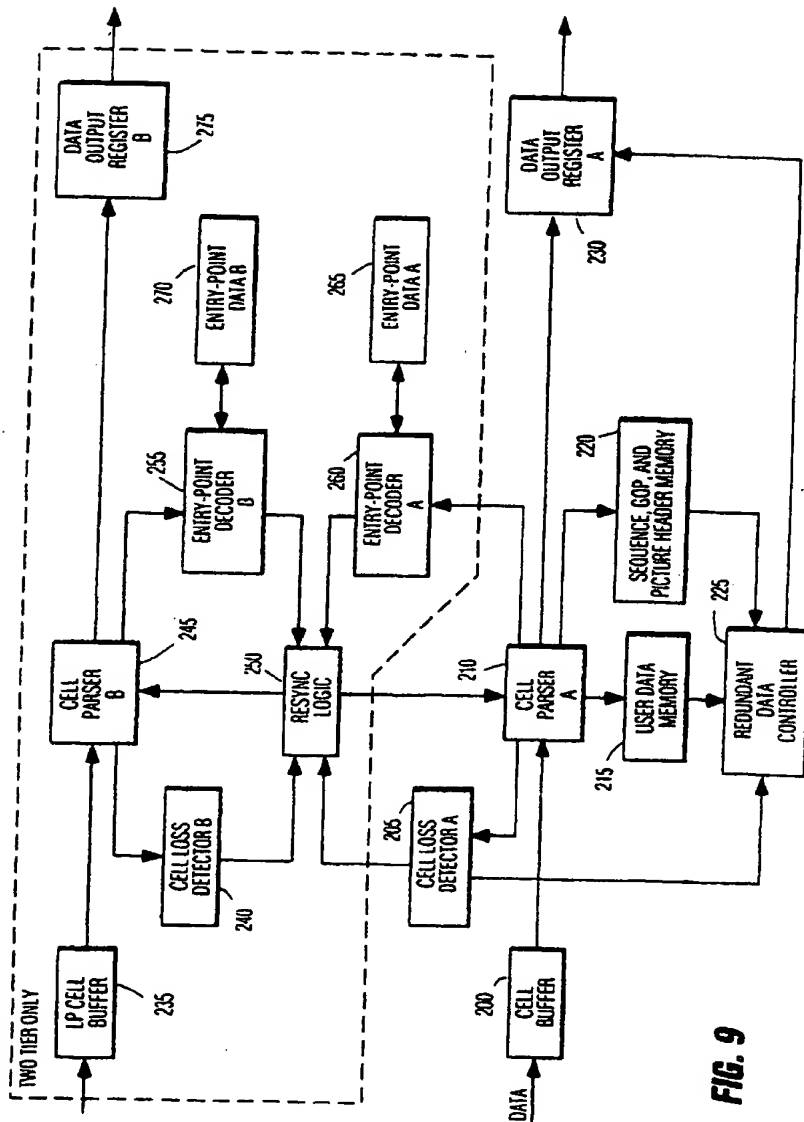 TWO TIER ONLY
LP CELL
BUFFER
235
CELL
PARSER
B
245
DATA
OUTPUT
REGISTER
B
275
CELL LOSS
DETECTOR B
240
ENTRY-POINT
DECODER
B
255
ENTRY-POINT
DATA B
270
RESYNC
LOGIC
250
ENTRY-POINT
DECODER
A
260
ENTRY-POINT
DATA A
265
CELL LOSS
DETECTOR A
205
DATA
CELL
BUFFER
200
CELL
PARSER
A
210
DATA
OUTPUT
REGISTER
A
230
USER DATA
MEMORY
215
SEQUENCE, GOP, AND
PICTURE HEADER MEMORY
220
REDUNDANT
DATA
CONTROLLER
225
FIG. 9